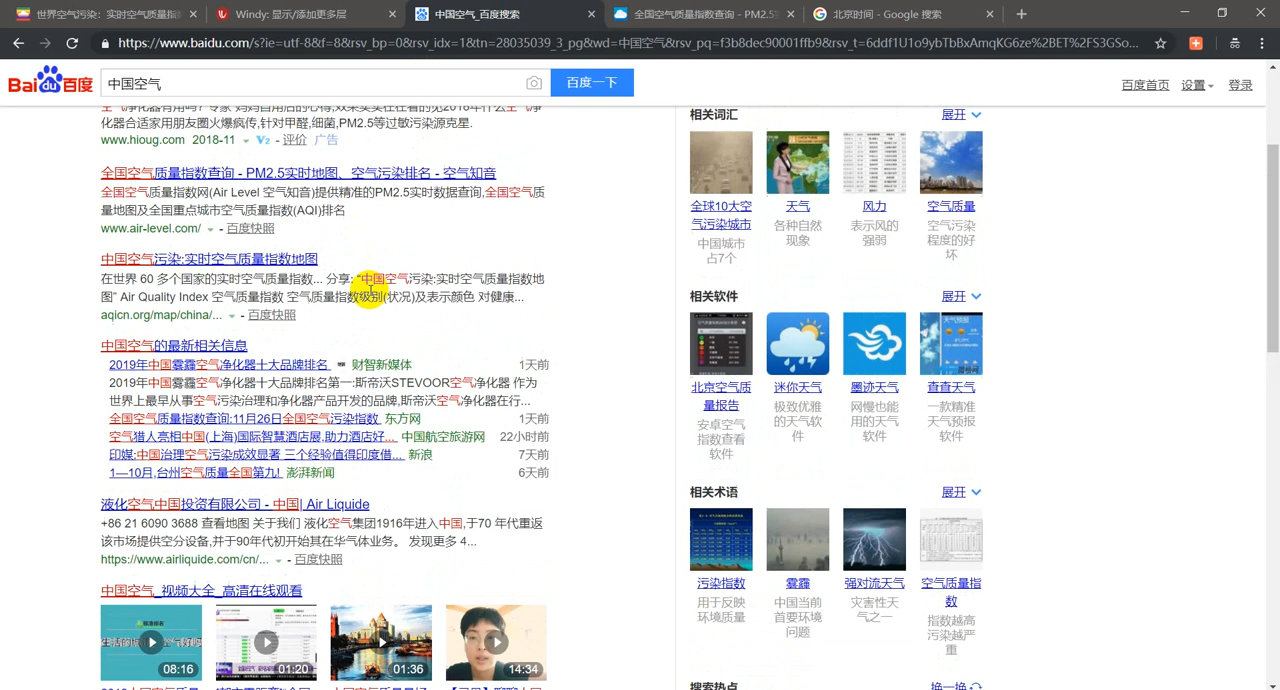 世界空气污染：实时空气质量指
Windy: 显示/添加更多层
中国空气_百度搜索
全国空气质量指数查询 - PM2.5
北京时间 - Google 搜索
https://www.baidu.com/s?ie=utf-8&f=8&rsv_bp=0&rsv_idx=1&tn=28035039_3_pg&wd=中国空气&rsv_pq=f3b8dec90001ffb9&rsv_t=6ddf1U1o9ybTbBxAmqKG6ze%2BET%2FS3GSo...
Bai du 百度
中国空气
百度一下
百度首页
设置
登录
化器合适家用朋友圈火爆疯传,针对甲醛,细菌,PM2.5等过敏污染源克星.
2018-11
V2 - 评价 广告
全国空气质量指数查询 - PM2.5实时地图、空气污染排名 - 空气知音
全国空气质量指数网(Air Level 空气知音)提供精准的PM2.5实时数据查询,全国空气质
量地图及全国重点城市空气质量指数(AQI)排名
www.air-level.com/ - 百度快照
中国空气污染:实时空气质量指数地图
在世界 60 多个国家的实时空气质量指数... 分享: “中国空气污染:实时空气质量指数地
图” Air Quality Index 空气质量指数 空气质量指数级别(状况)及表示颜色 对健康...
aqicn.org/map/china/... - 百度快照
中国空气的最新相关信息
2019年中国雾霾空气净化器十大品牌排名 财智新媒体 1天前
2019年中国雾霾空气净化器十大品牌排名第一:斯帝沃STEVOOR空气净化器 作为
世界上最早从事空气污染治理和净化器产品开发的品牌,斯帝沃空气净化器在行...
全国空气质量指数查询:11月26日全国空气污染指数 东方网 1天前
空气猎人亮相中国(上海)国际智慧酒店展,助力酒店好... 中国航空旅游网 22小时前
印媒:中国治理空气污染成效显著 三个经验值得印度借... 新浪 7天前
1—10月,台州空气质量全国第九! 澎湃新闻 6天前
液化空气中国投资有限公司 - 中国| Air Liquide
+86 21 6090 3688 查看地图 关于我们 液化空气集团1916年进入中国,于70 年代重返
该市场提供空分设备,并于90年代初开始其在华气体业务。 发现更多 4...
https://www.airliquide.com/cn/... - 百度快照
中国空气_视频大全_高清在线观看
08:16
01:20
01:36
14:34
相关词汇
展开
全球10大空
气污染城市
中国城市
占7个
天气
各种自然
现象
风力
表示风的
强弱
空气质量
空气污染
程度的好
坏
相关软件
展开
北京空气质
量报告
安卓空气
指数查看
软件
迷你天气
极致优雅
的天气软
件
墨迹天气
网慢也能
用的天气
软件
查查天气
一款精准
天气预报
软件
相关术语
展开
污染指数
用于反映
环境质量
雾霾
中国当前
首要环境
问题
强对流天气
灾害性天
气之一
空气质量指
数
指数越高
污染越严
重
搜索热点
换一换